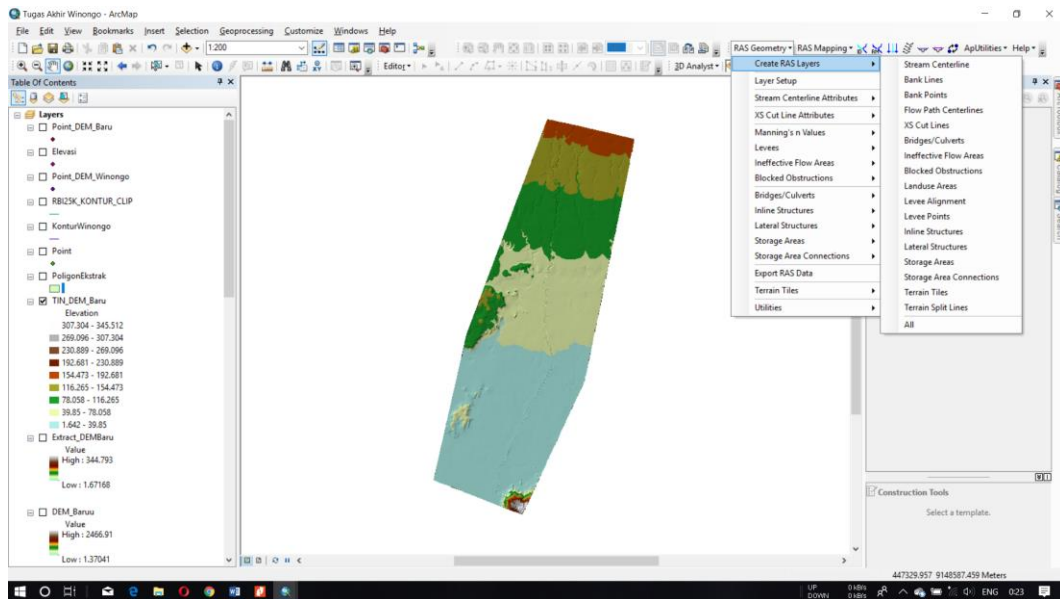 Tugas Akhir Winongo - ArcMap
File Edit View Bookmarks Insert Selection Geoprocessing Customize Windows Help
1:200
RAS Geometry RAS Mapping ApUtilities Help
Editor 3D Analyst
Table Of Contents
Layers
Point_DEM_Baru
Elevasi
Point_DEM_Winongo
RBI25K_KONTUR_CLIP
KonturWinongo
Point
PoligonEkstrak
TIN_DEM_Baru
Elevation
307.304 - 345.512
269.096 - 307.304
230.889 - 269.096
192.681 - 230.889
154.473 - 192.681
116.265 - 154.473
78.058 - 116.265
39.85 - 78.058
1.642 - 39.85
Extract_DEMBaru
Value
High : 344.793
Low : 1.67168
DEM_Baruu
Value
High : 2466.91
Low : 1.37041
Create RAS Layers
Layer Setup
Stream Centerline Attributes
XS Cut Line Attributes
Manning's n Values
Levees
Ineffective Flow Areas
Blocked Obstructions
Bridges/Culverts
Inline Structures
Lateral Structures
Storage Areas
Storage Area Connections
Export RAS Data
Terrain Tiles
Utilities
Stream Centerline
Bank Lines
Bank Points
Flow Path Centerlines
XS Cut Lines
Bridges/Culverts
Ineffective Flow Areas
Blocked Obstructions
Landuse Areas
Levee Alignment
Levee Points
Inline Structures
Lateral Structures
Storage Areas
Storage Area Connections
Terrain Tiles
Terrain Split Lines
All
Construction Tools
Select a template.
447329.957 9148587.459 Meters
UP 0 kB/s
DOWN 0 kB/s
ENG 0:23